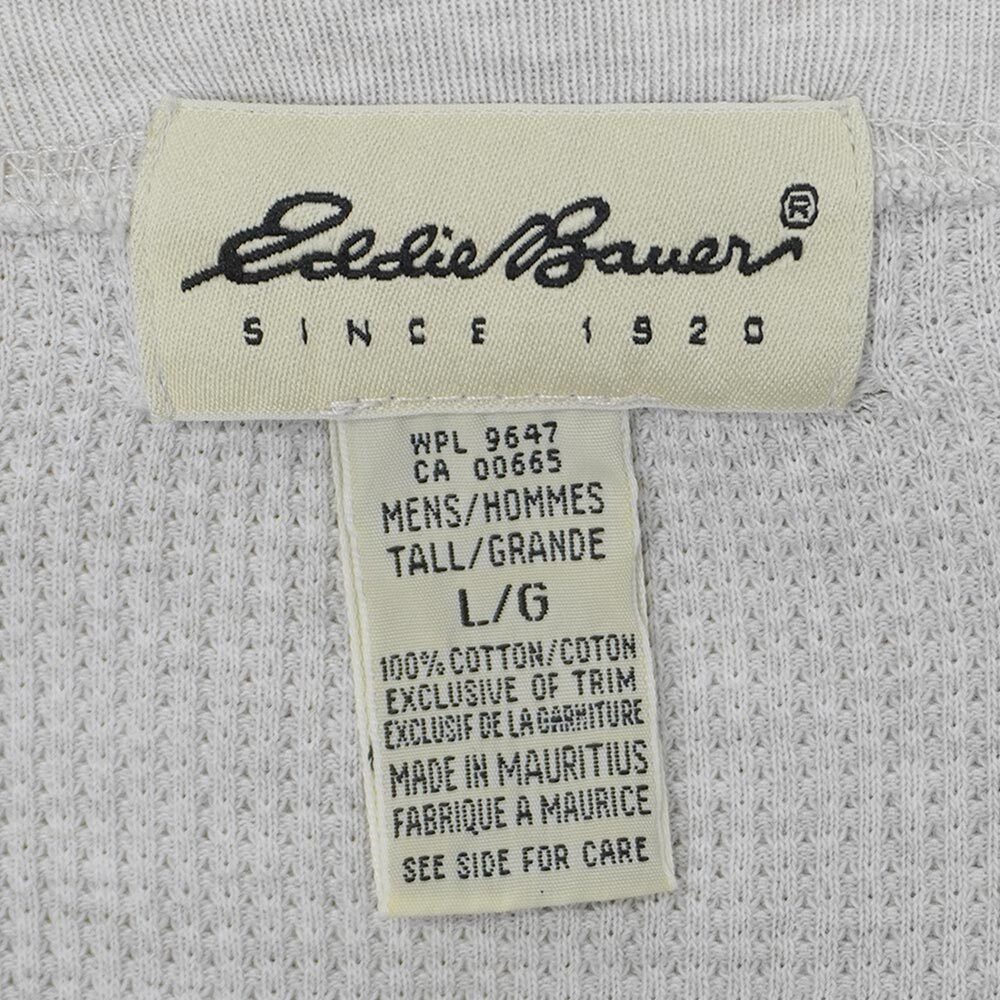 Eddie Bauer ®
SINCE 1920
WPL 9647
CA 00665
MENS/HOMMES
TALL/GRANDE
L/G
100% COTTON/COTON
EXCLUSIVE OF TRIM
EXCLUSIF DE LA GARNITURE
MADE IN MAURITIUS
FABRIQUE A MAURICE
SEE SIDE FOR CARE